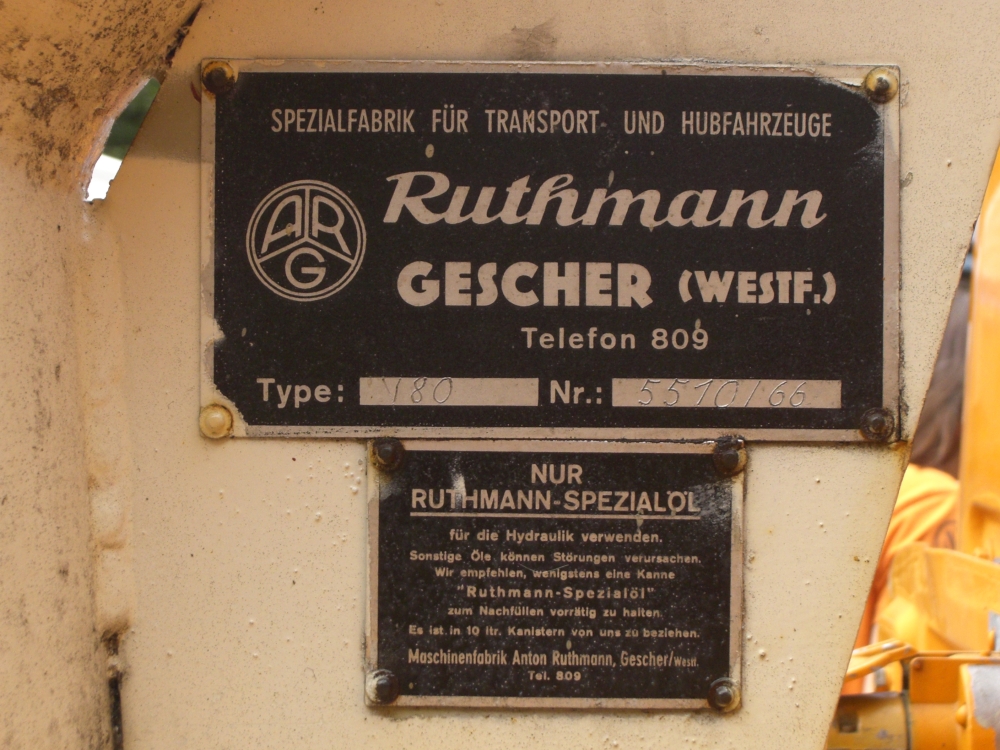 SPEZIALFABRIK FÜR TRANSPORT- UND HUBFAHRZEUGE
ARG
Ruthmann
GESCHER (WESTF.)
Telefon 809
Type: V80 Nr.: 5510/66
NUR
RUTHMANN-SPEZIALÖL
für die Hydraulik verwenden.
Sonstige Öle können Störungen verursachen.
Wir empfehlen, wenigstens eine Kanne
"Ruthmann-Spezialöl"
zum Nachfüllen vorrätig zu halten.
Es ist in 10 ltr. Kanistern von uns zu beziehen.
Maschinenfabrik Anton Ruthmann, Gescher/Westf.
Tel. 809